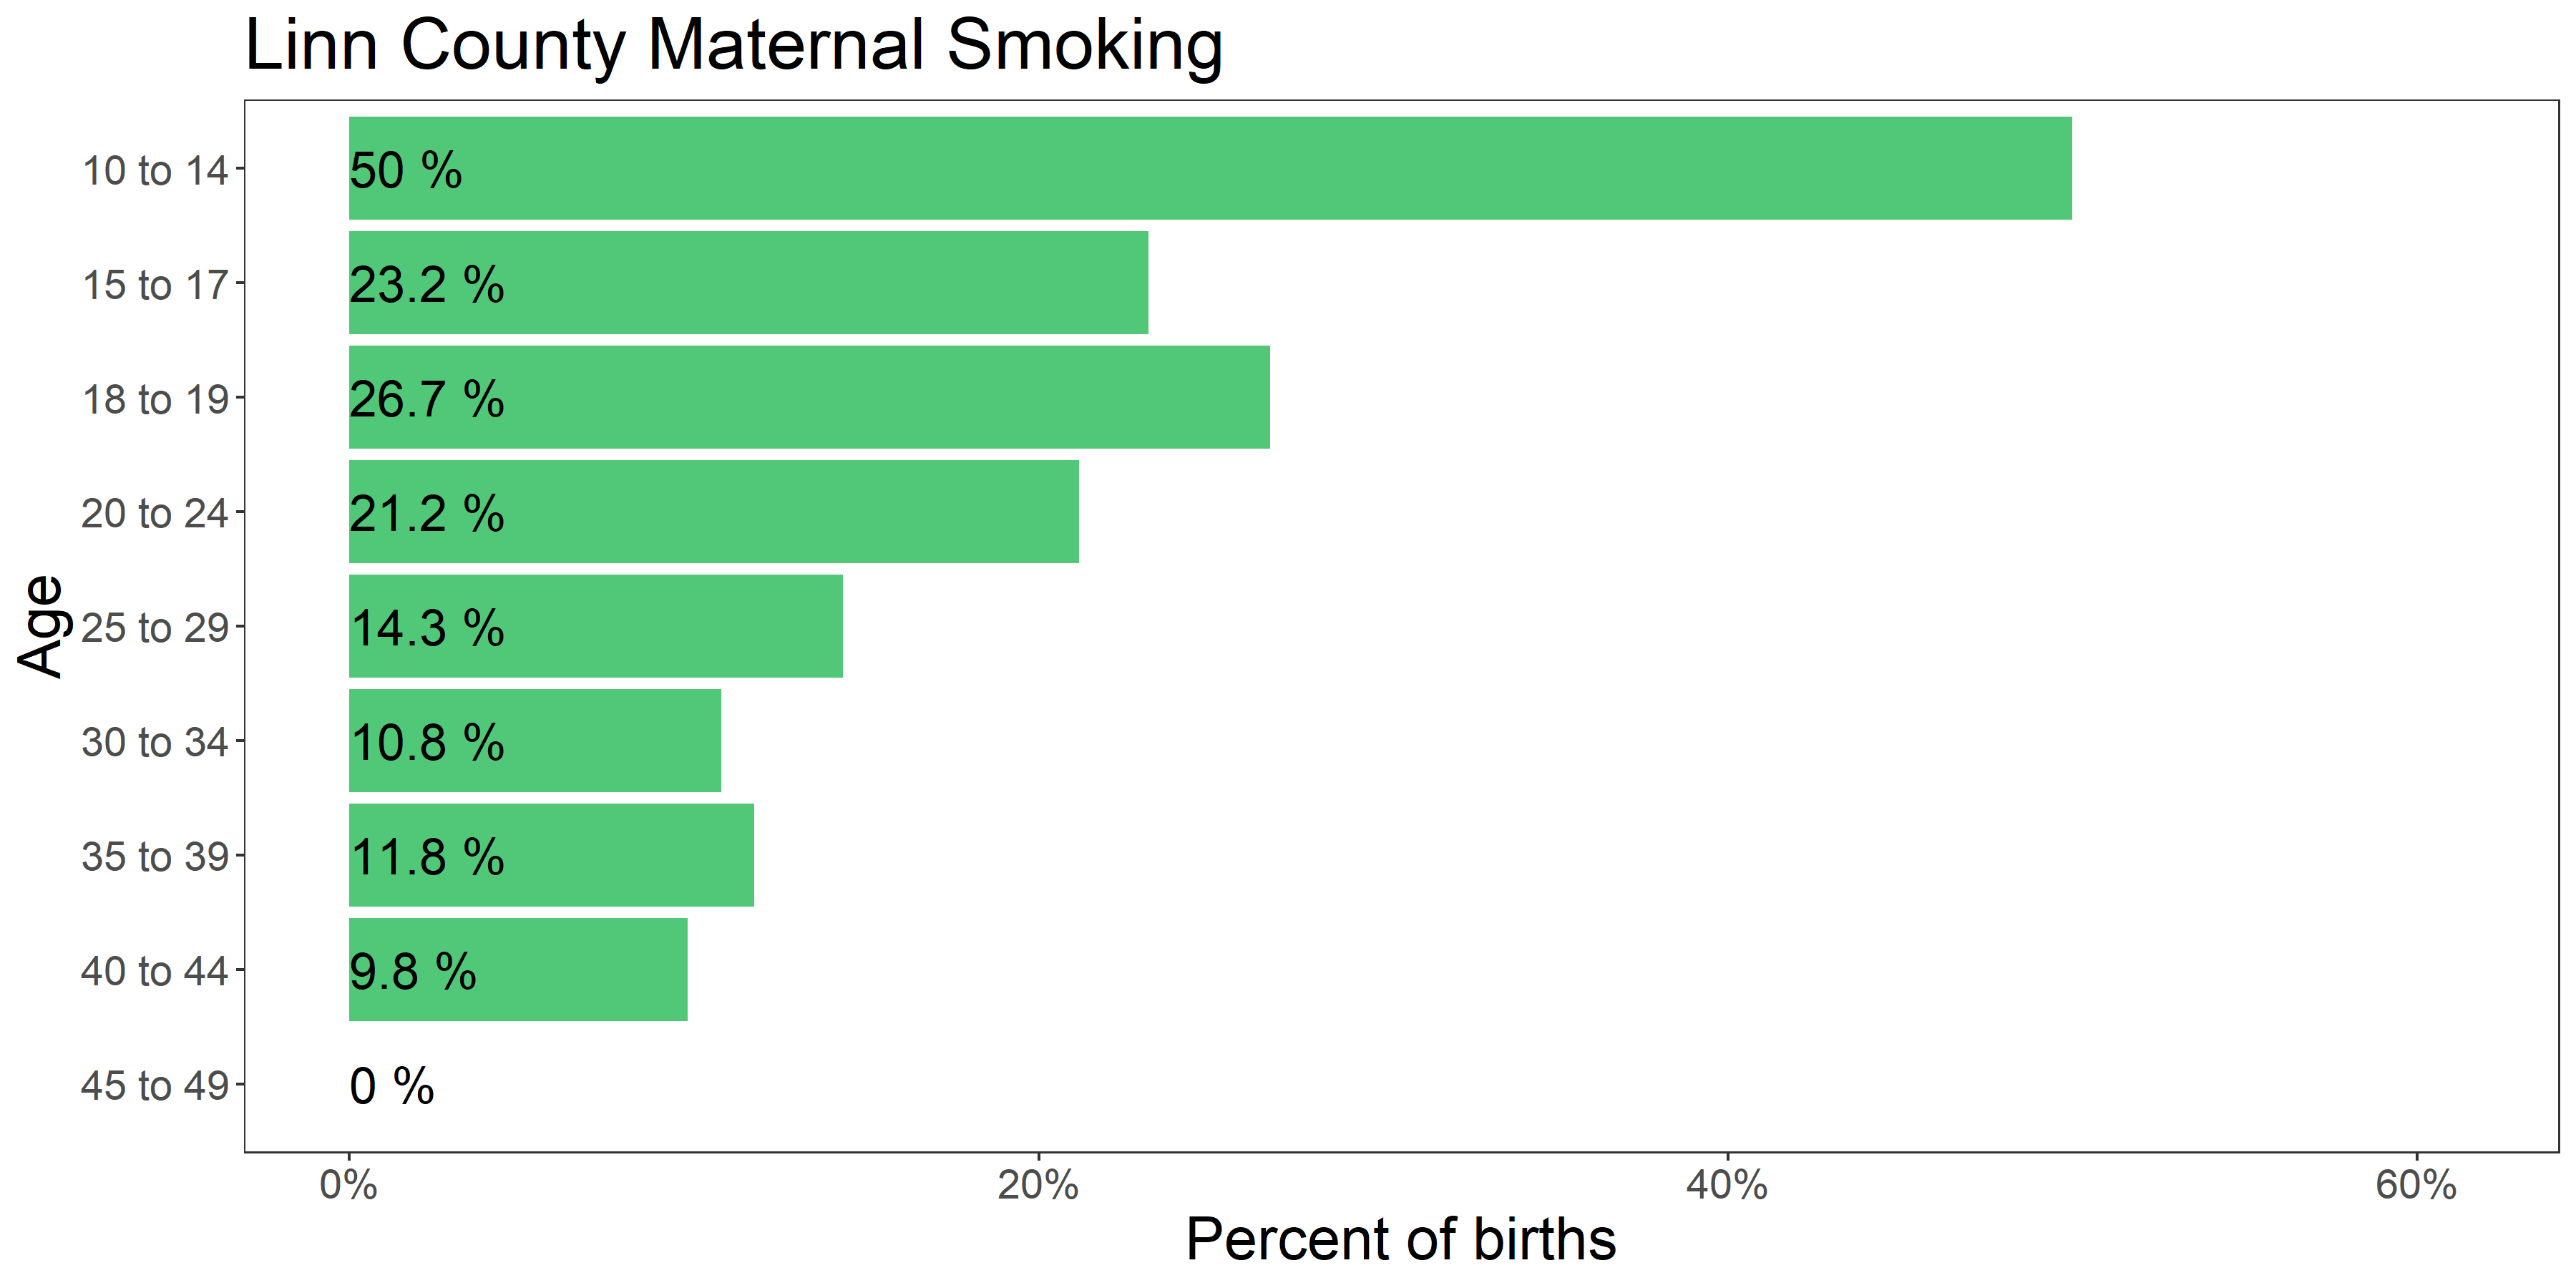 Linn County Maternal Smoking
Age
10 to 14
50 %
15 to 17
23.2 %
18 to 19
26.7 %
20 to 24
21.2 %
25 to 29
14.3 %
30 to 34
10.8 %
35 to 39
11.8 %
40 to 44
9.8 %
45 to 49
0 %
0% 20% 40% 60%
Percent of births